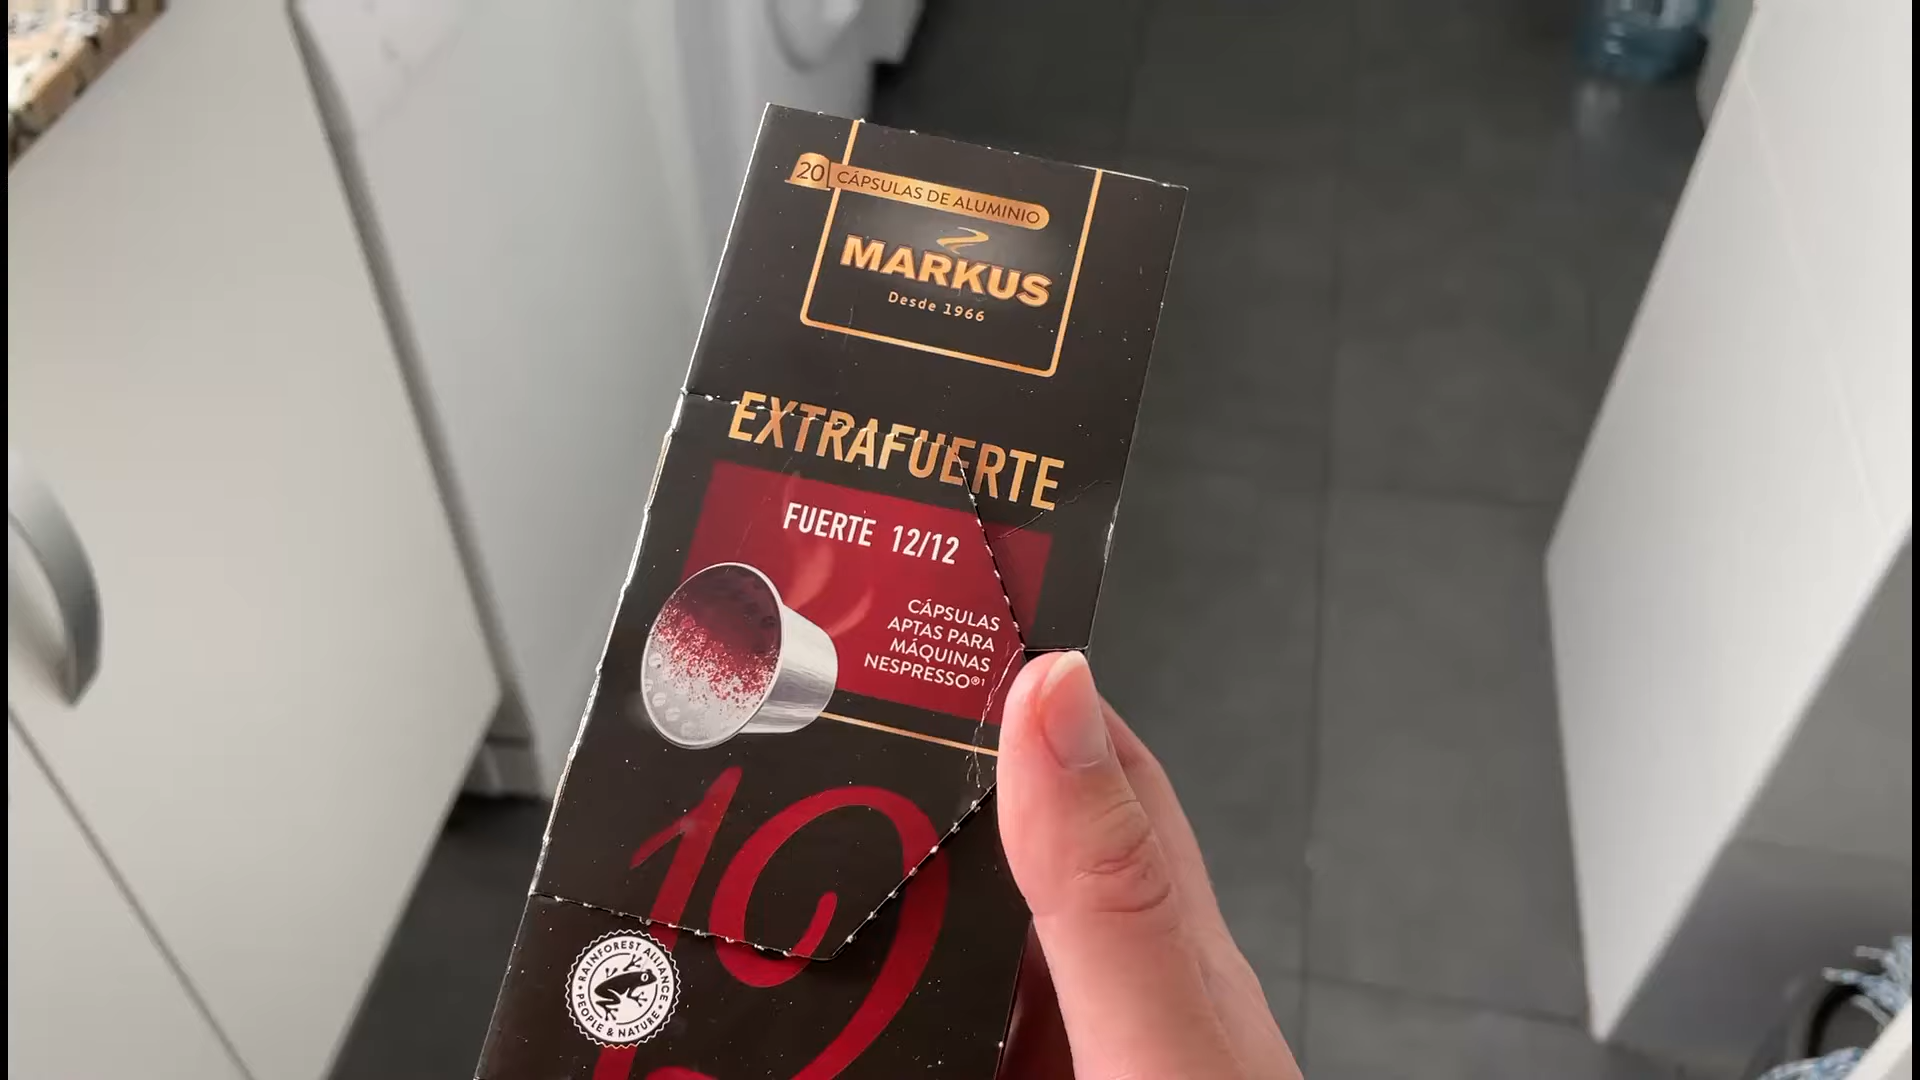 20 CÁPSULAS DE ALUMINIO
MARKUS
Desde 1966
EXTRAFUERTE
FUERTE 12/12
CÁPSULAS
APTAS PARA
MÁQUINAS
NESPRESSO®¹
12
RAINFOREST ALLIANCE
PEOPLE & NATURE